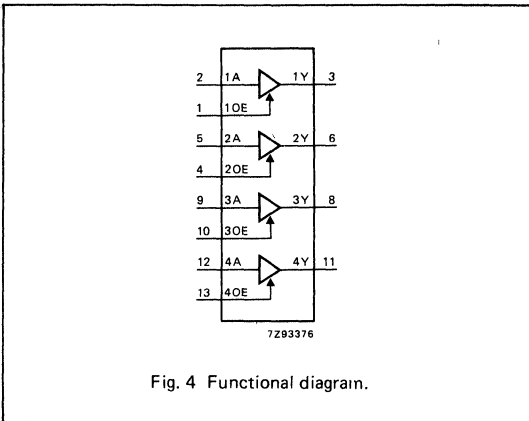 2 1A 1Y 3
1 1OE
5 2A 2Y 6
4 2OE
9 3A 3Y 8
10 3OE
12 4A 4Y 11
13 4OE
7Z93376
Fig. 4 Functional diagram.